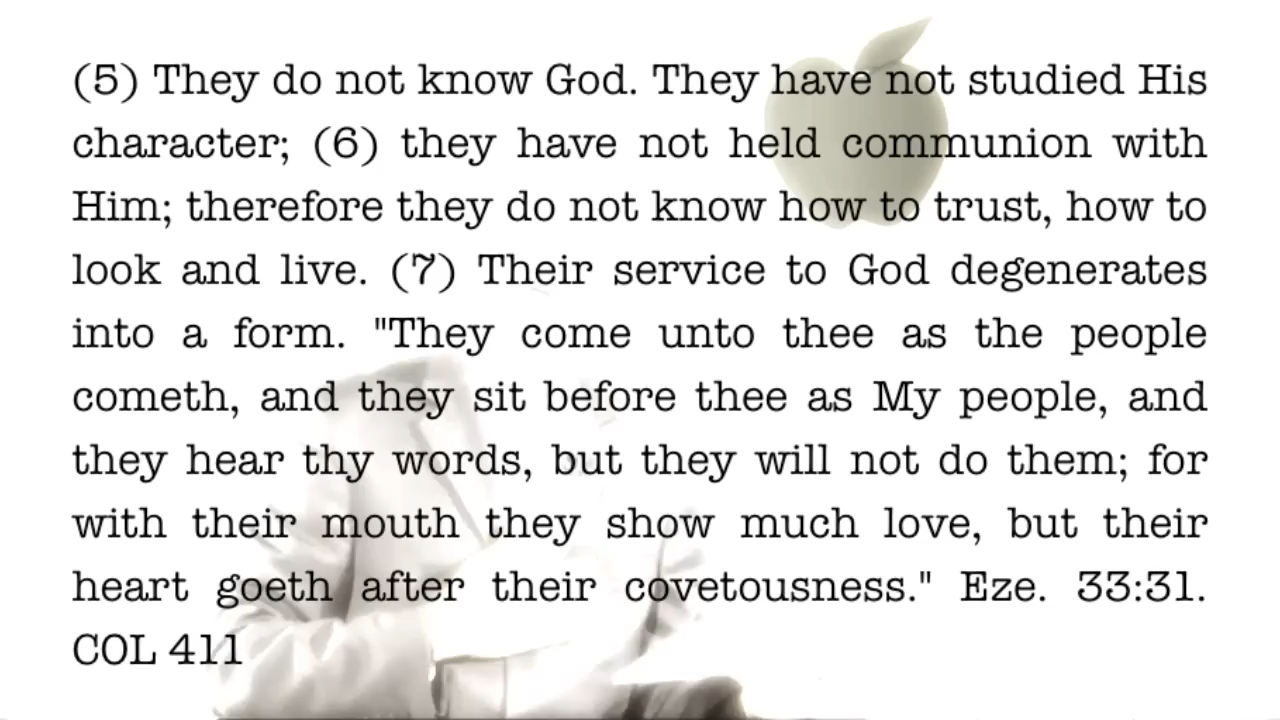 (5) They do not know God. They have not studied His
character; (6) they have not held communion with
Him; therefore they do not know how to trust, how to
look and live. (7) Their service to God degenerates
into a form. "They come unto thee as the people
cometh, and they sit before thee as My people, and
they hear thy words, but they will not do them; for
with their mouth they show much love, but their
heart goeth after their covetousness." Eze. 33:31.
COL 411